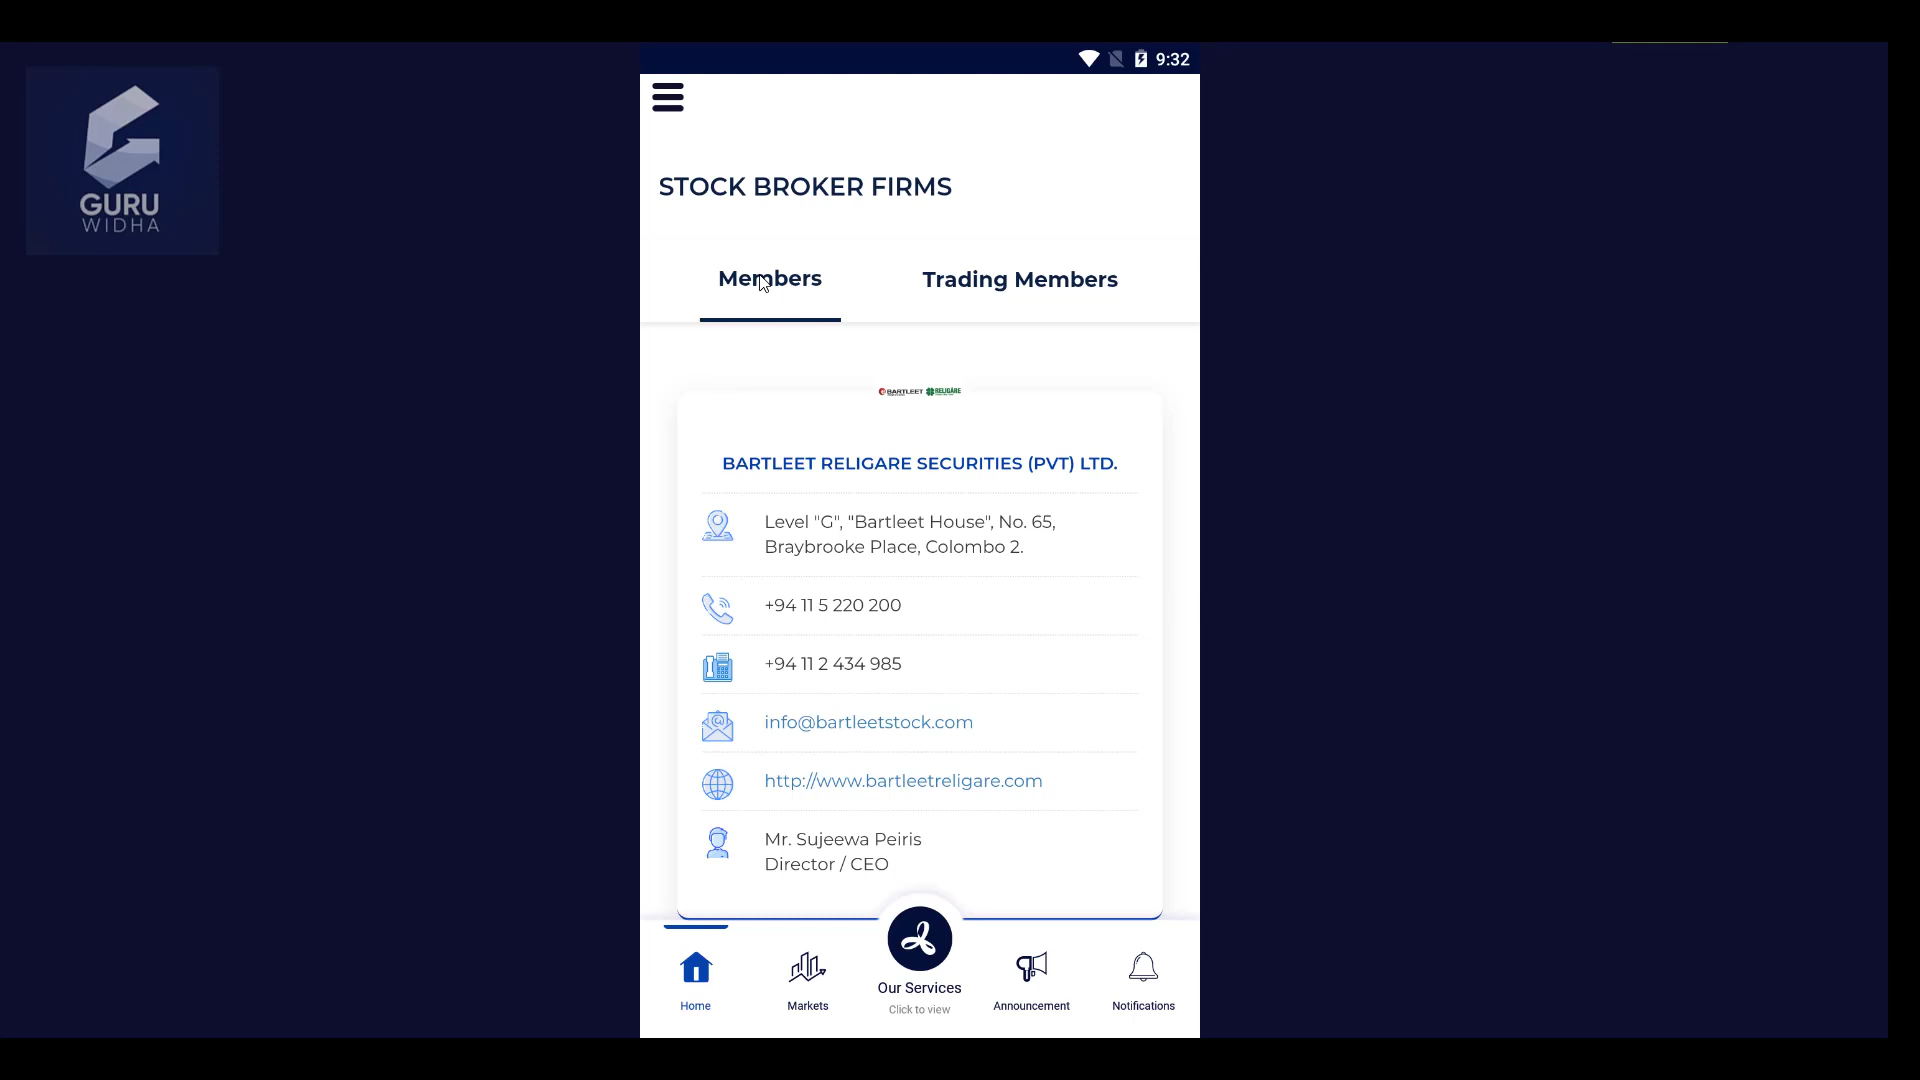 9:32
GURU
WIDHA
STOCK BROKER FIRMS
Members
Trading Members
BARTLEET RELIGARE
BARTLEET RELIGARE SECURITIES (PVT) LTD.
Level "G", "Bartleet House", No. 65,
Braybrooke Place, Colombo 2.
+94 11 5 220 200
+94 11 2 434 985
info@bartleetstock.com
http://www.bartleetreligare.com
Mr. Sujeewa Peiris
Director / CEO
Home
Markets
Our Services
Click to view
Announcement
Notifications